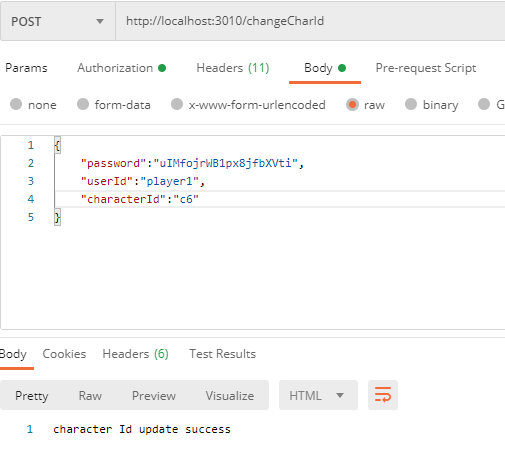 POST http://localhost:3010/changeCharId
Params Authorization Headers (11) Body Pre-request Script
none form-data x-www-form-urlencoded raw binary G
1 {
2 "password":"uIMfojrWB1px8jfbXVti",
3 "userId":"player1",
4 "characterId":"c6"
5 }
Body Cookies Headers (6) Test Results
Pretty Raw Preview Visualize HTML
1 character Id update success